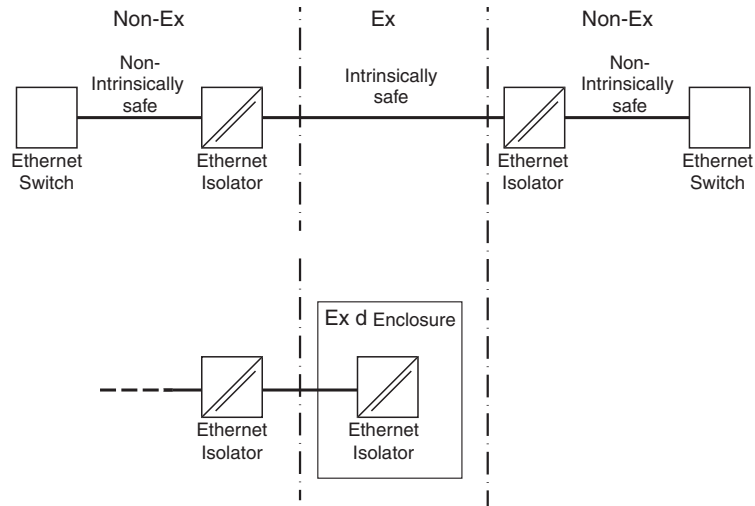 Non-Ex
Ex
Non-Ex
Non-
Intrinsically
safe
Intrinsically
safe
Non-
Intrinsically
safe
Ethernet
Switch
Ethernet
Isolator
Ethernet
Isolator
Ethernet
Switch
Ex d Enclosure
Ethernet
Isolator
Ethernet
Isolator